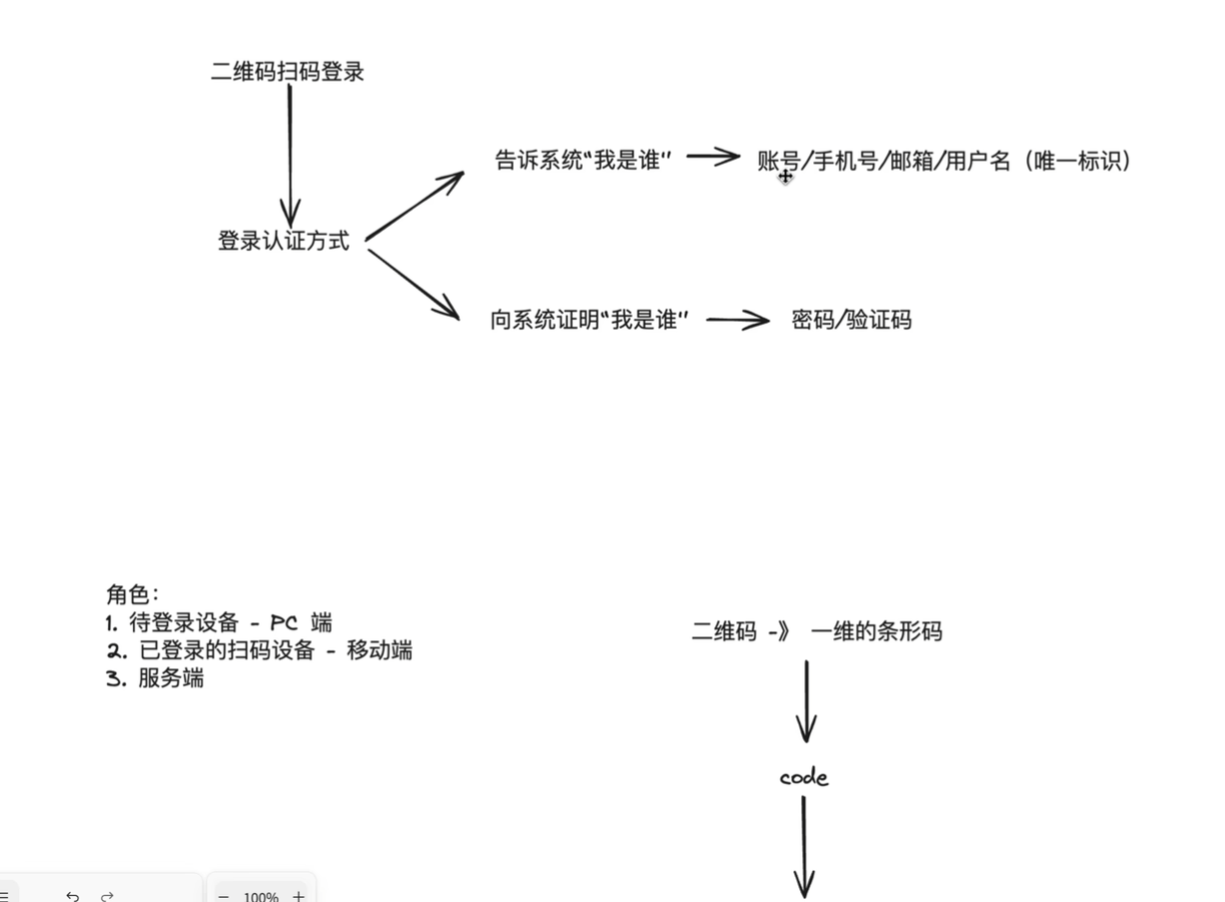 二维码扫码登录
告诉系统“我是谁” 账号/手机号/邮箱/用户名（唯一标识）
登录认证方式
向系统证明“我是谁” 密码/验证码
角色：
1. 待登录设备 - PC 端
2. 已登录的扫码设备 - 移动端
3. 服务端
二维码 -》 一维的条形码
code
100%